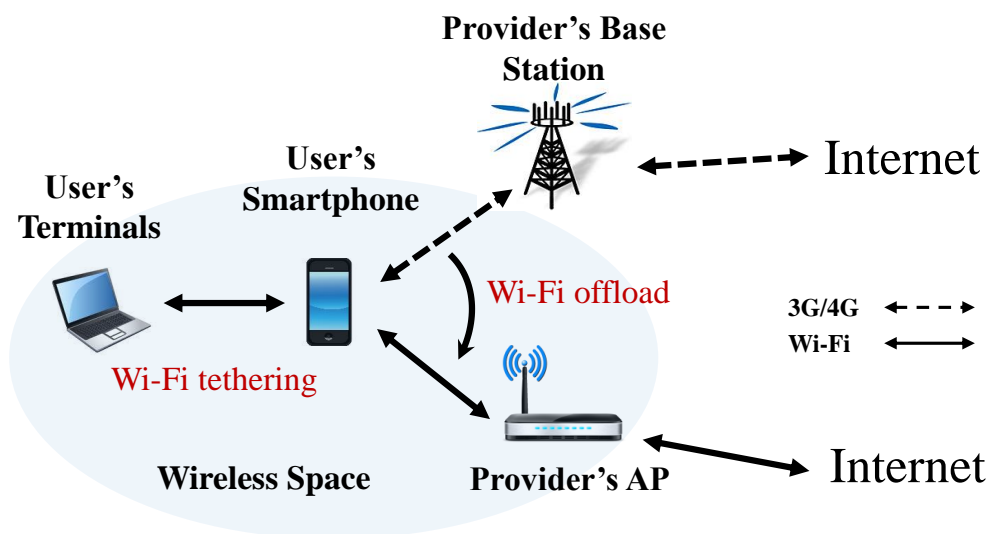 Provider's Base
Station
Internet
User's
Smartphone
User's
Terminals
Wi-Fi offload
3G/4G
Wi-Fi
Wi-Fi tethering
Wireless Space
Provider's AP
Internet